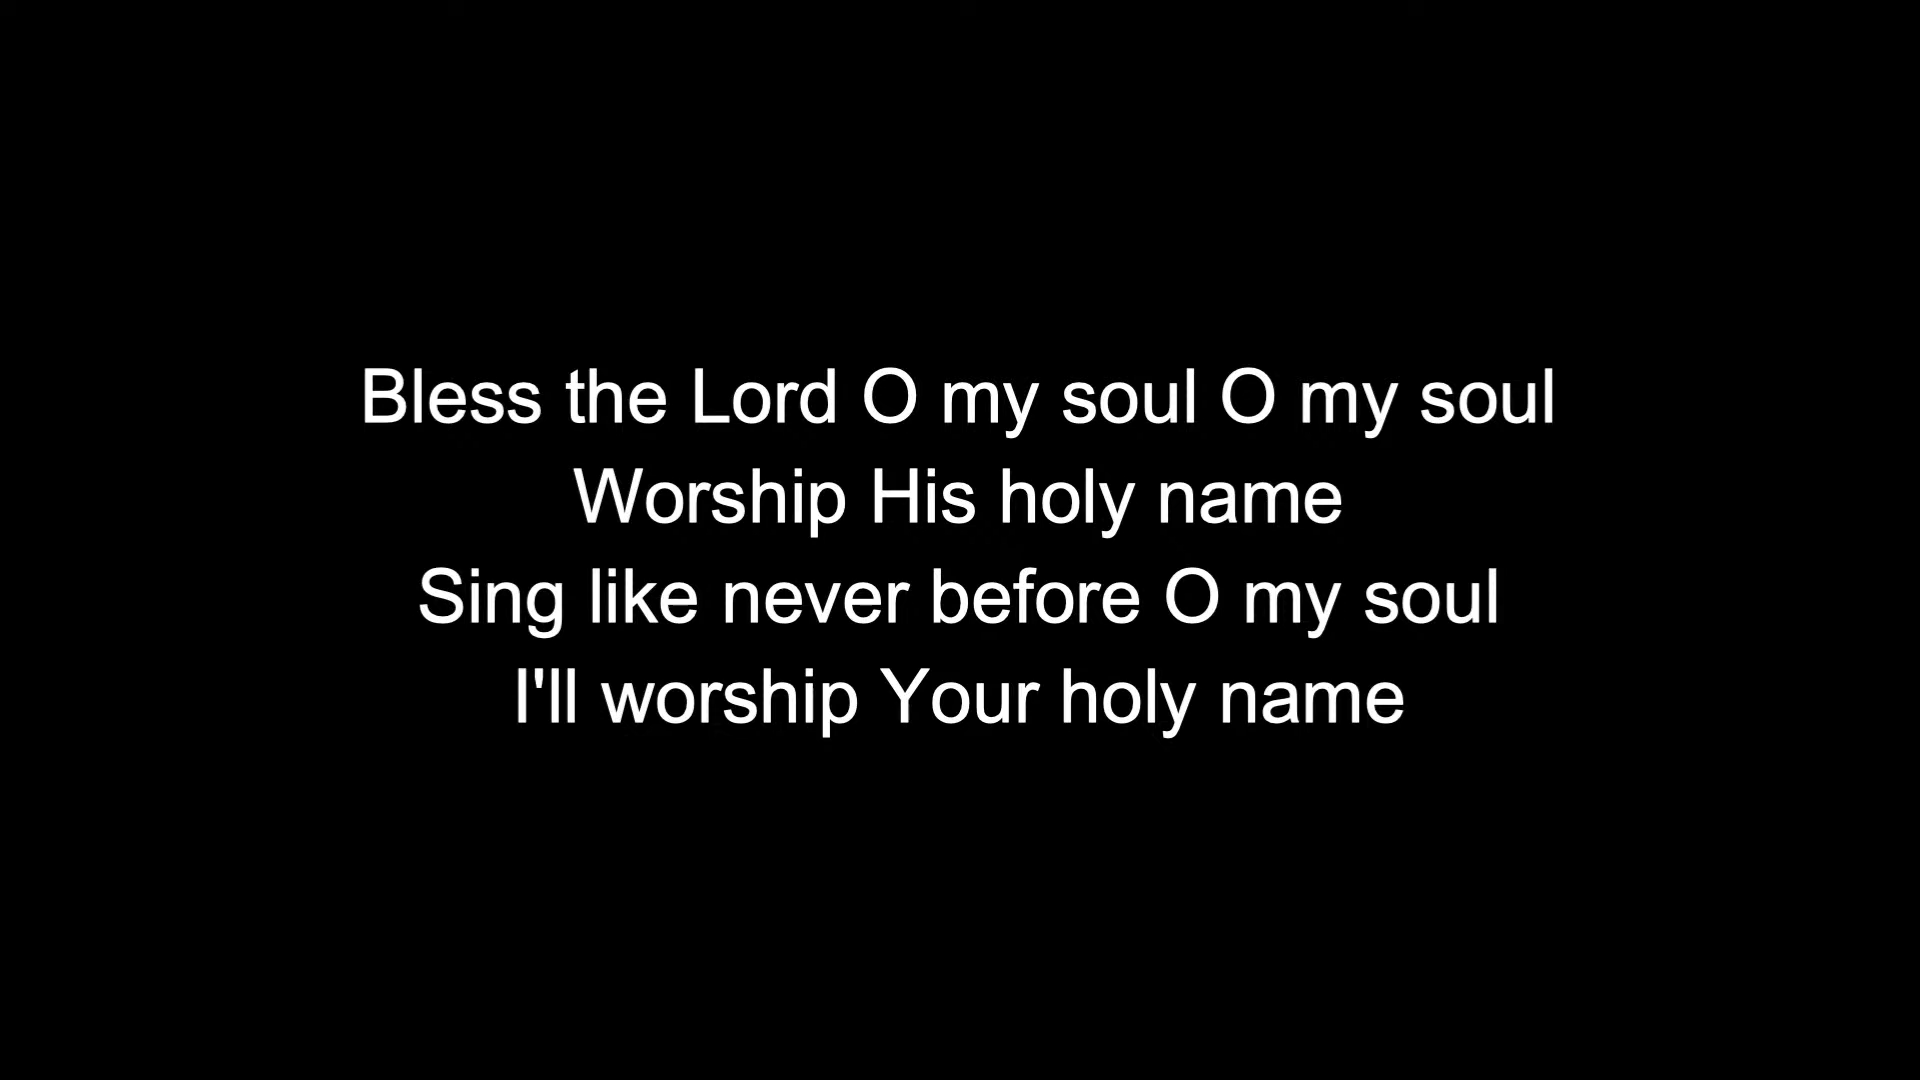 Bless the Lord O my soul O my soul
Worship His holy name
Sing like never before O my soul
I'll worship Your holy name